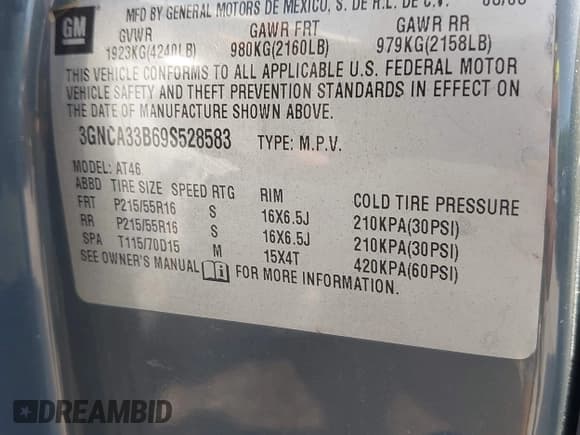 GM
MFD BY GENERAL MOTORS DE MEXICO, S. DE R.L. DE C.V.
GVWR GAWR FRT GAWR RR
1923KG(4240LB) 980KG(2160LB) 979KG(2158LB)
THIS VEHICLE CONFORMS TO ALL APPLICABLE U.S. FEDERAL MOTOR
VEHICLE SAFETY AND THEFT PREVENTION STANDARDS IN EFFECT ON
THE DATE OF MANUFACTURE SHOWN ABOVE.
3GNCA33B69S528583 TYPE: M.P.V.
MODEL: AT46
ABBD TIRE SIZE SPEED RTG RIM COLD TIRE PRESSURE
FRT P215/55R16 S 16X6.5J 210KPA(30PSI)
RR P215/55R16 S 16X6.5J 210KPA(30PSI)
SPA T115/70D15 M 15X4T 420KPA(60PSI)
SEE OWNER'S MANUAL FOR MORE INFORMATION.
DREAMBID